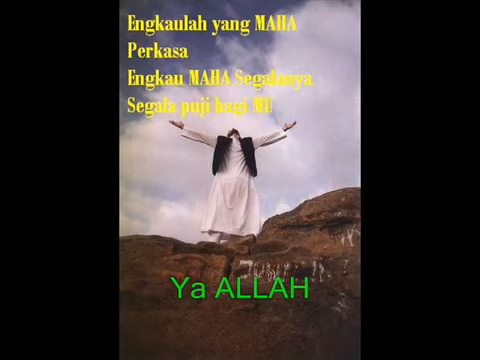 Engkaulah yang MAHA
Perkasa
Engkau MAHA Segalanya
Segala puji bagi MU
Ya ALLAH